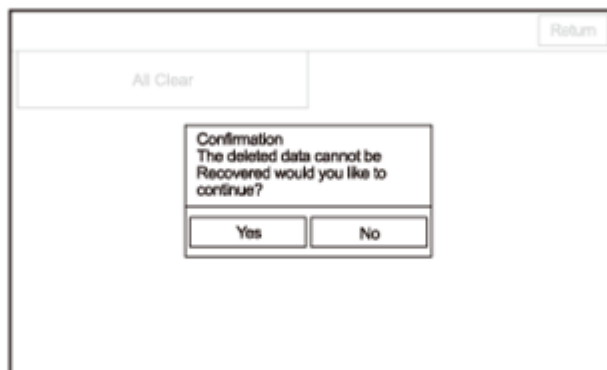 Return
All Clear
Confirmation
The deleted data cannot be
Recovered would you like to
continue?
Yes
No